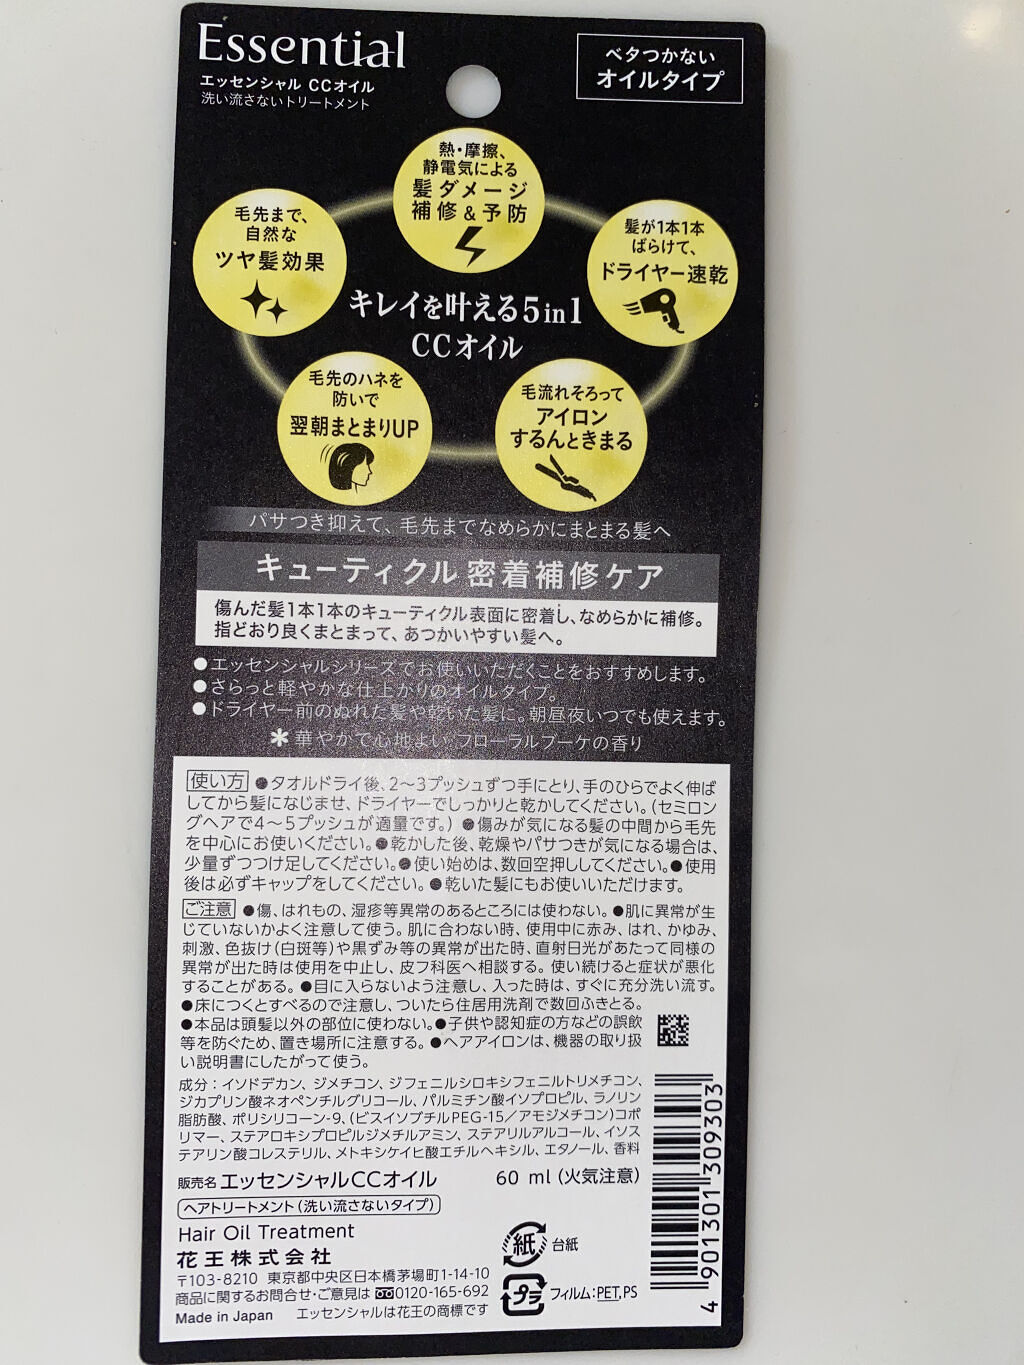 Essential
エッセンシャル CCオイル
洗い流さないトリートメント
ベタつかない
オイルタイプ
熱・摩擦、
静電気による
髪ダメージ
補修&予防
毛先まで、
自然な
ツヤ髪効果
髪が1本1本
ばらけて、
ドライヤー速乾
キレイを叶える5in1
CCオイル
毛先のハネを
防いで
翌朝まとまりUP
毛流れそろって
アイロン
するんときまる
パサつき抑えて、毛先までなめらかにまとまる髪へ
キューティクル密着補修ケア
傷んだ髪1本1本のキューティクル表面に密着し、なめらかに補修。
指どおり良くまとまって、あつかいやすい髪へ。
●エッセンシャルシリーズでお使いいただくことをおすすめします。
●さらっと軽やかな仕上がりのオイルタイプ。
●ドライヤー前のぬれた髪や乾いた髪に。朝昼夜いつでも使えます。
＊華やかで心地よい フローラルブーケの香り
使い方 ●タオルドライ後、2〜3プッシュずつ手にとり、手のひらでよく伸ば
してから髪になじませ、ドライヤーでしっかりと乾かしてください。(セミロン
グヘアで4〜5プッシュが適量です。) ●傷みが気になる髪の中間から毛先
を中心にお使いください。●乾かした後、乾燥やパサつきが気になる場合は、
少量ずつつけ足してください。●使い始めは、数回空押ししてください。●使用
後は必ずキャップをしてください。●乾いた髪にもお使いいただけます。
ご注意 ●傷、はれもの、湿疹等異常のあるところには使わない。●肌に異常が生
じていないかよく注意して使う。肌に合わない時、使用中に赤み、はれ、かゆみ、
刺激、色抜け(白斑等)や黒ずみ等の異常が出た時、直射日光があたって同様の
異常が出た時は使用を中止し、皮フ科医へ相談する。使い続けると症状が悪化
することがある。●目に入らないよう注意し、入った時は、すぐに充分洗い流す。
●床につくとすべるので注意し、ついたら住居用洗剤で数回ふきとる。
●本品は頭髪以外の部位に使わない。●子供や認知症の方などの誤飲
等を防ぐため、置き場所に注意する。●ヘアアイロンは、機器の取り扱
い説明書にしたがって使う。
成分：イソドデカン、ジメチコン、ジフェニルシロキシフェニルトリメチコン、
ジカプリン酸ネオペンチルグリコール、パルミチン酸イソプロピル、ラノリン
脂肪酸、ポリシリコーン-9、(ビスイソブチルPEG-15／アモジメチコン)コポ
リマー、ステアロキシプロピルジメチルアミン、ステアリルアルコール、イソス
テアリン酸コレステリル、メトキシケイヒ酸エチルヘキシル、エタノール、香料
販売名 エッセンシャルCCオイル 60 ml (火気注意)
ヘアトリートメント(洗い流さないタイプ)
Hair Oil Treatment
花王株式会社
〒103-8210 東京都中央区日本橋茅場町1-14-10
商品に関するお問合せ・ご意見は 0120-165-692
Made in Japan エッセンシャルは花王の商標です
紙 台紙
プラ フィルム:PET,PS
4 901301 309303